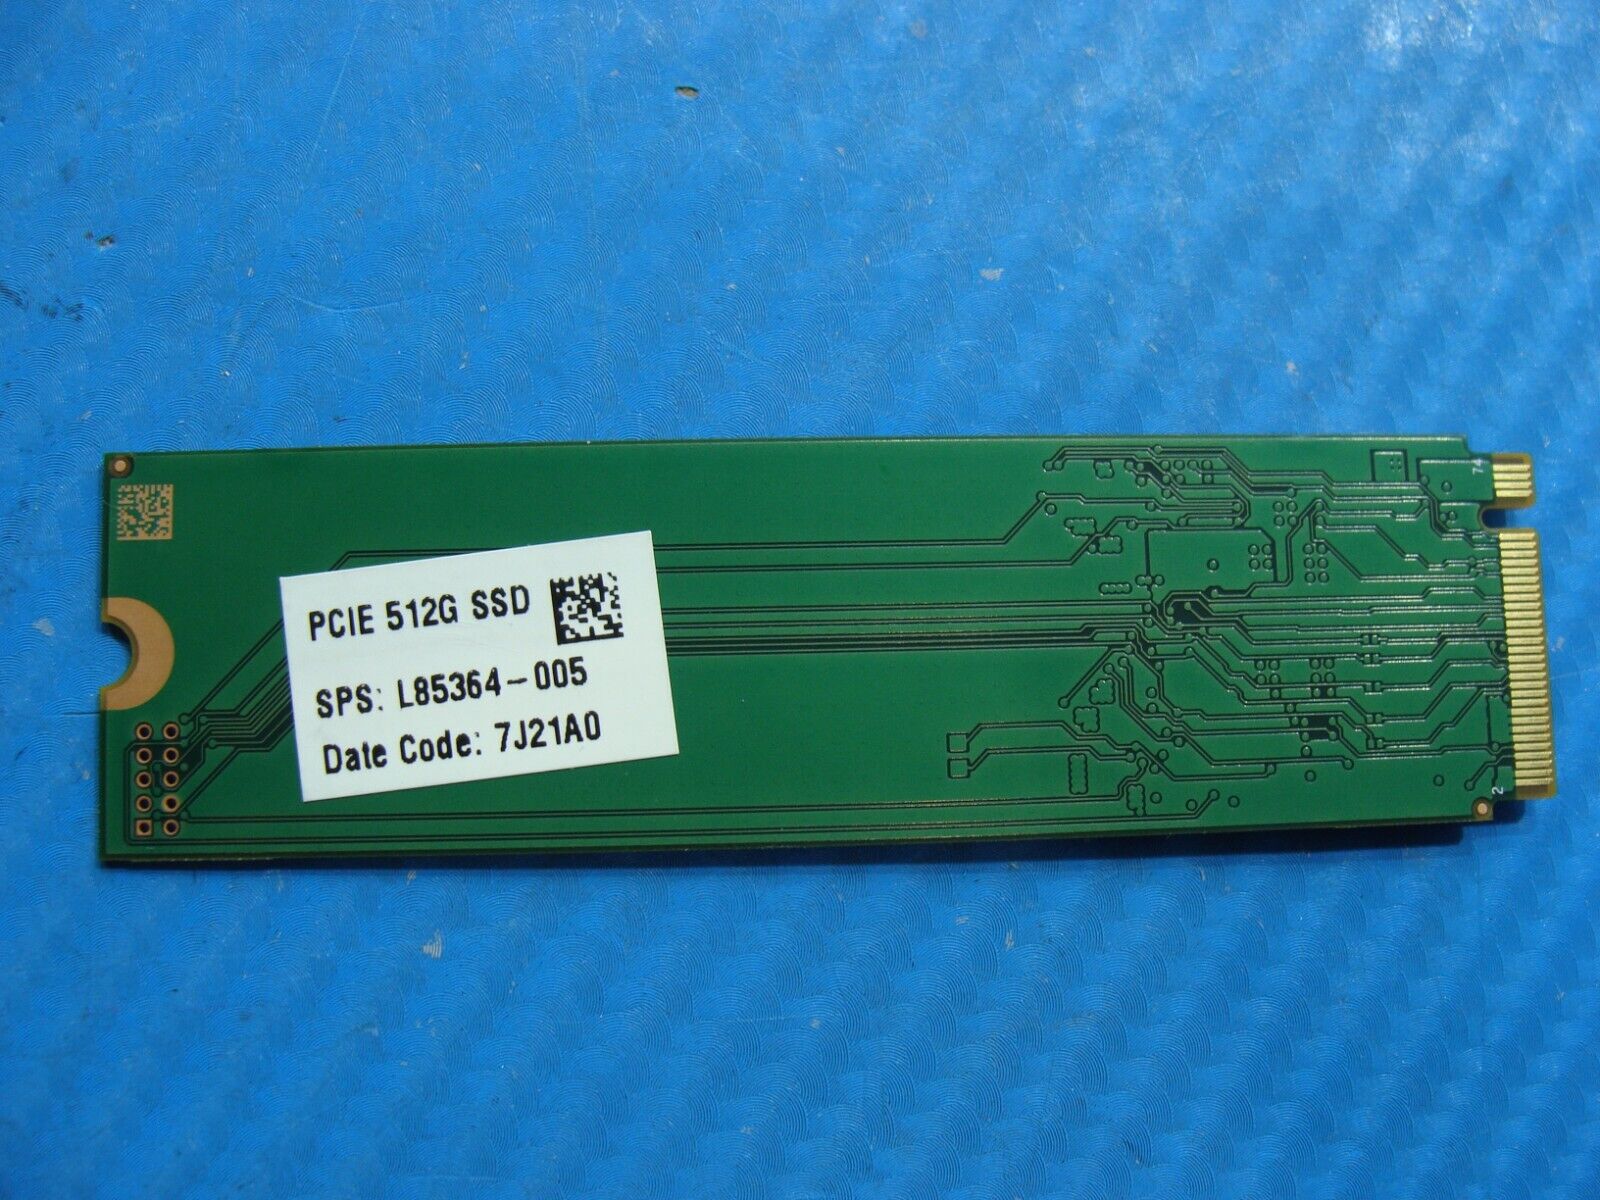 PCIE 512G SSD
SPS: L85364-005
Date Code: 7J21A0
74
2